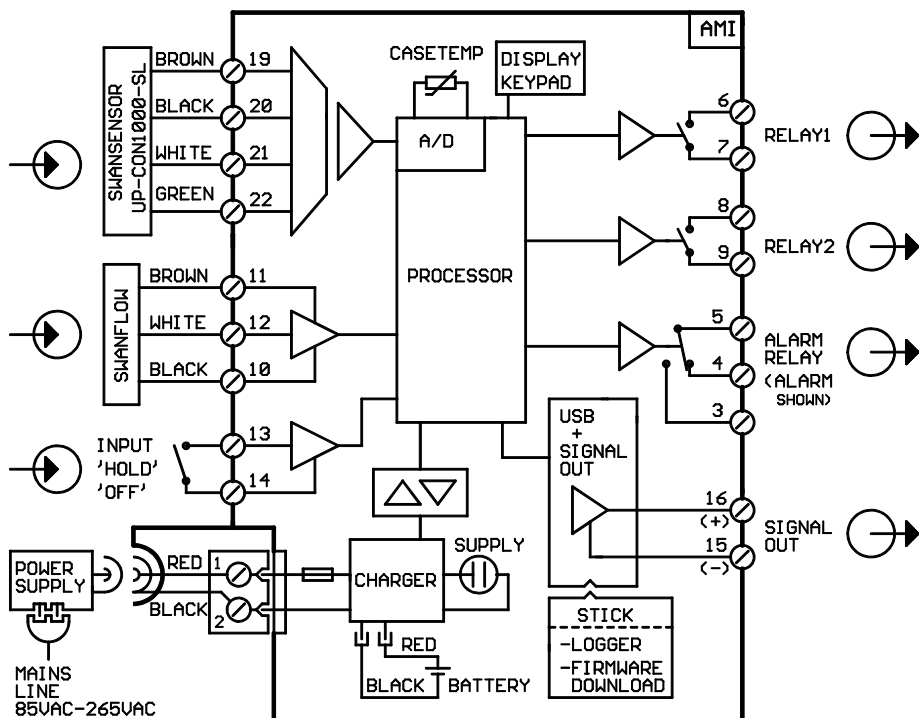 AMI
SWANSENSOR
UP-CON1000-SL
BROWN
19
BLACK
20
WHITE
21
GREEN
22
CASETEMP
A/D
DISPLAY
KEYPAD
PROCESSOR
6
7
RELAY1
8
9
RELAY2
5
4
3
ALARM
RELAY
(ALARM
SHOWN)
SWANFLOW
BROWN
11
WHITE
12
BLACK
10
INPUT
'HOLD'
'OFF'
13
14
USB
+
SIGNAL
OUT
16
(+)
15
(-)
SIGNAL
OUT
POWER
SUPPLY
RED
1
BLACK
2
CHARGER
SUPPLY
RED
BLACK
BATTERY
STICK
-LOGGER
-FIRMWARE
DOWNLOAD
MAINS
LINE
85VAC-265VAC